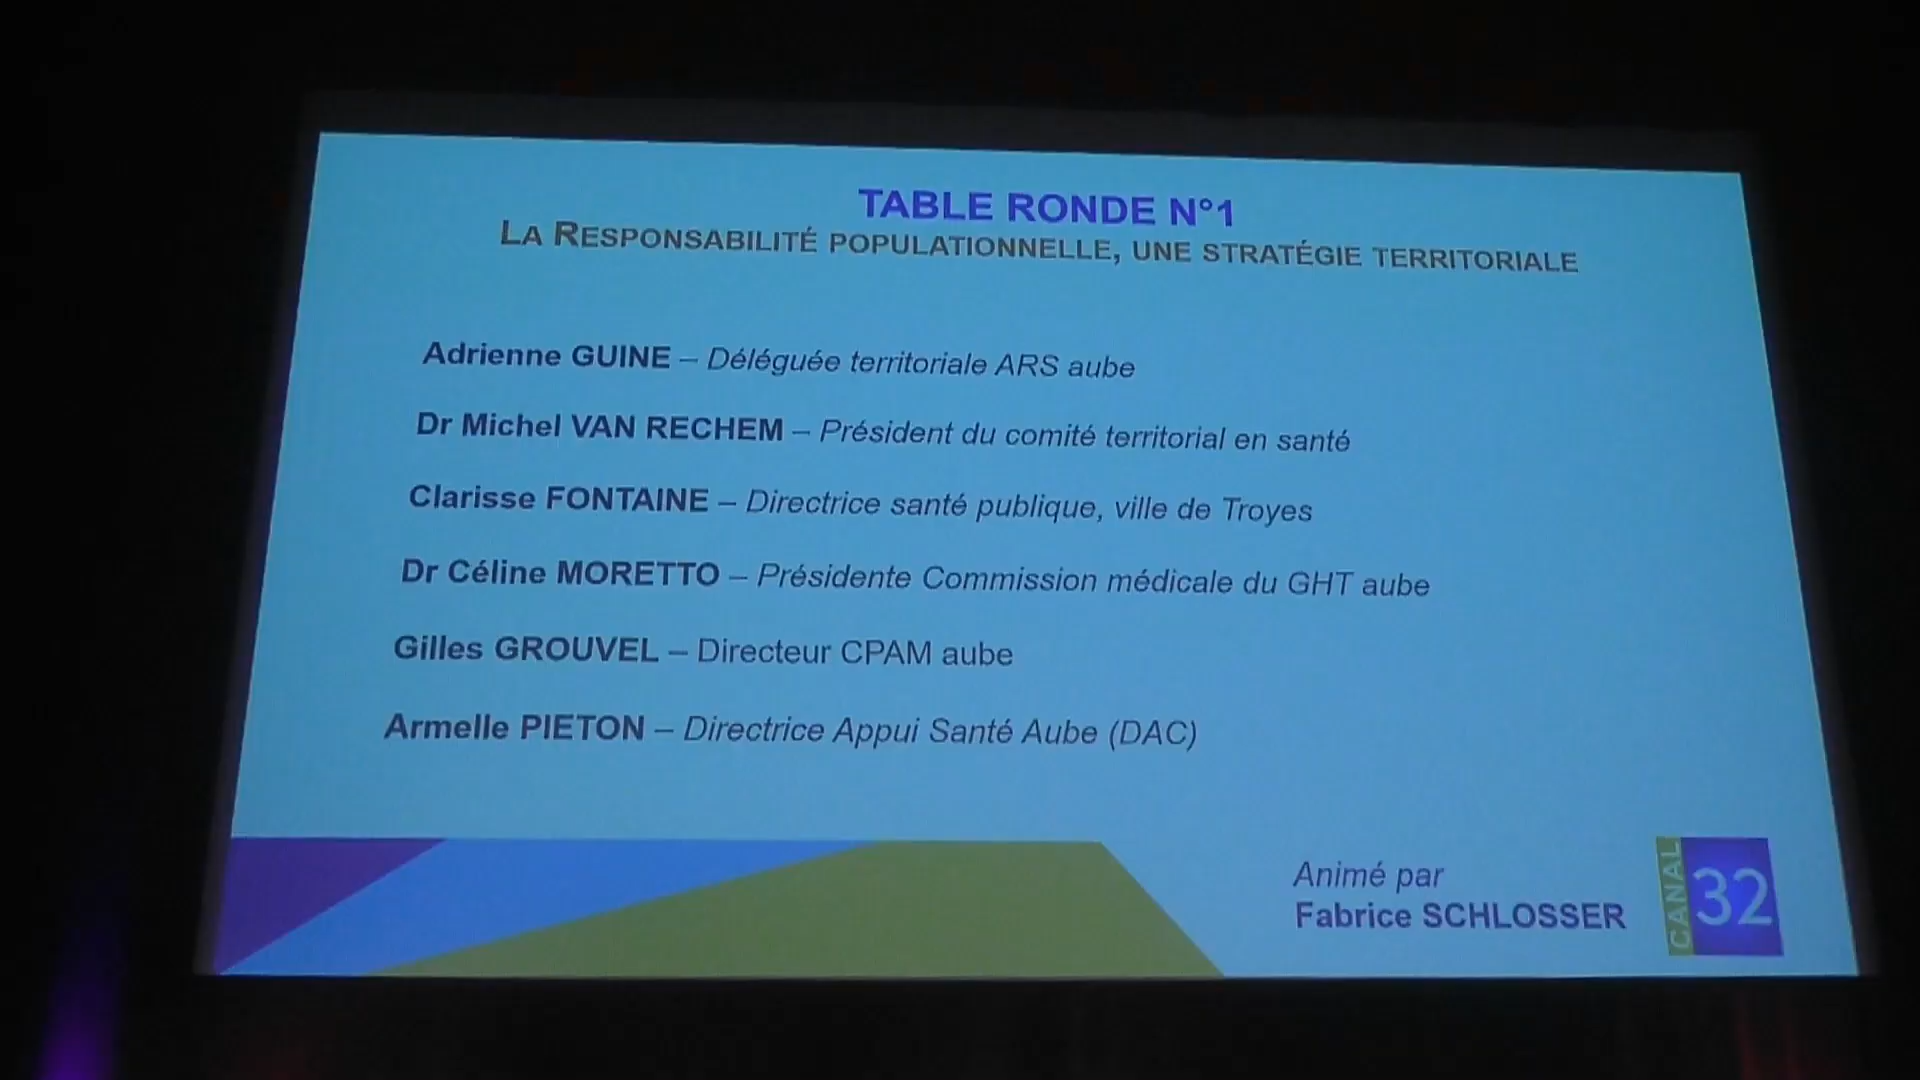 TABLE RONDE N°1
LA RESPONSABILITÉ POPULATIONNELLE, UNE STRATÉGIE TERRITORIALE
Adrienne GUINE – Déléguée territoriale ARS aube
Dr Michel VAN RECHEM – Président du comité territorial en santé
Clarisse FONTAINE – Directrice santé publique, ville de Troyes
Dr Céline MORETTO – Présidente Commission médicale du GHT aube
Gilles GROUVEL – Directeur CPAM aube
Armelle PIETON – Directrice Appui Santé Aube (DAC)
Animé par
Fabrice SCHLOSSER
CANAL 32